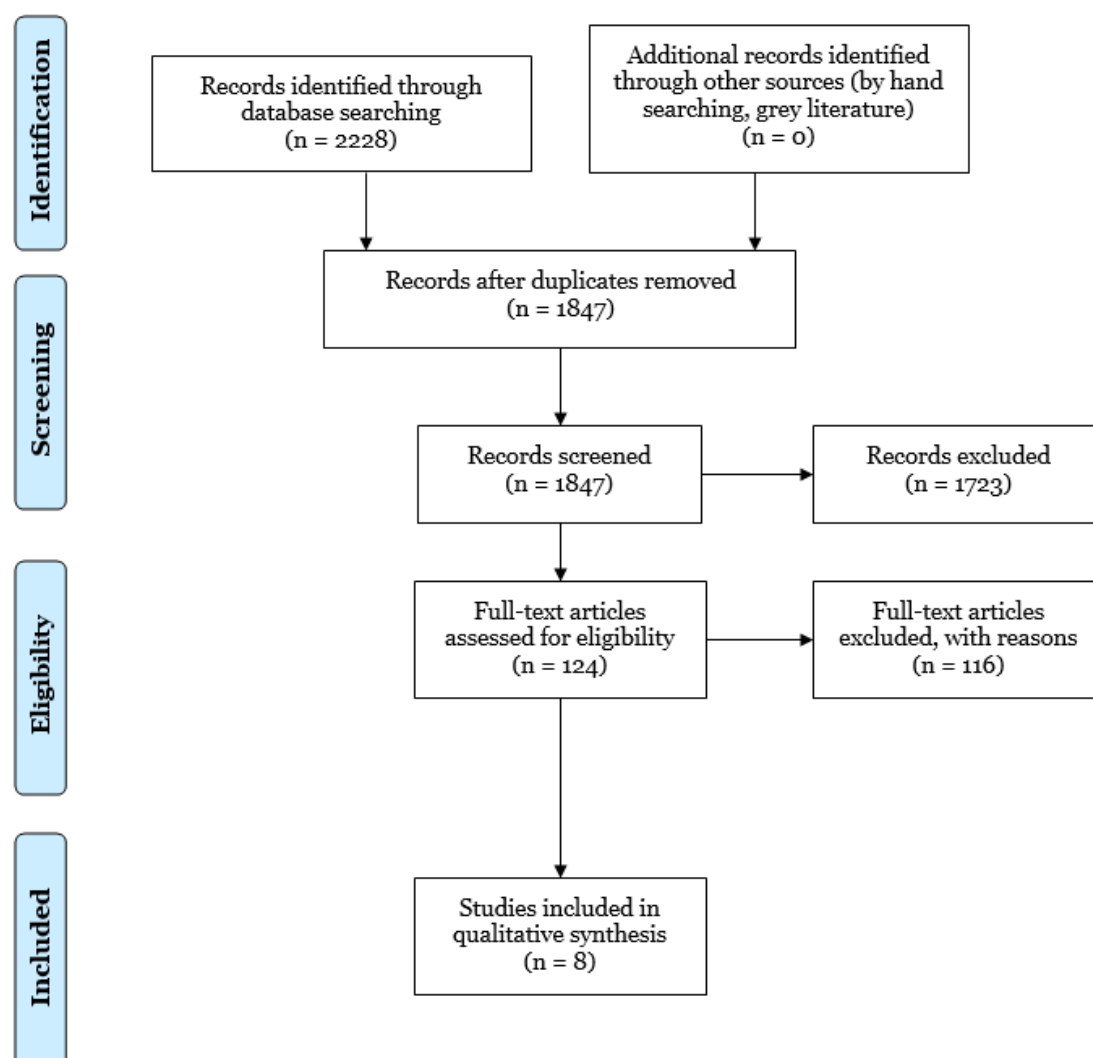 Identification
Records identified through
database searching
(n = 2228)
Additional records identified
through other sources (by hand
searching, grey literature)
(n = 0)
Records after duplicates removed
(n = 1847)
Screening
Records screened
(n = 1847)
Records excluded
(n = 1723)
Eligibility
Full-text articles
assessed for eligibility
(n = 124)
Full-text articles
excluded, with reasons
(n = 116)
Included
Studies included in
qualitative synthesis
(n = 8)